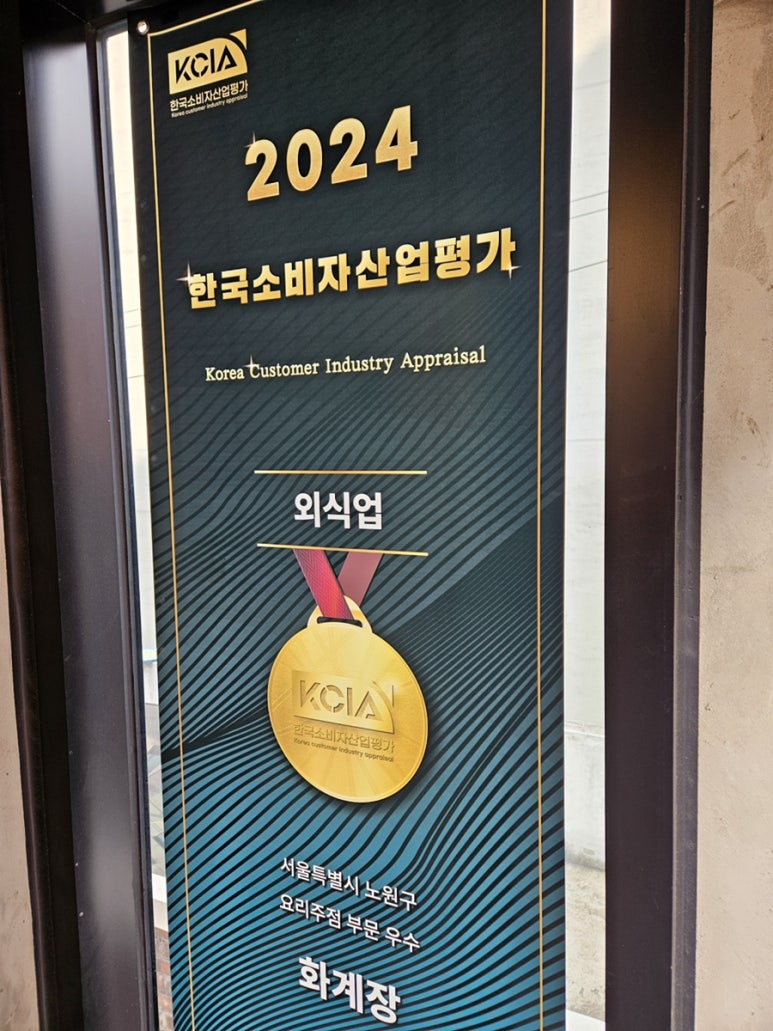 KCIA
한국소비자산업평가
Korea customer industry appraisal
2024
한국소비자산업평가
Korea Customer Industry Appraisal
외식업
KCIA
한국소비자산업평가
Korea customer industry appraisal
서울특별시 노원구
요리주점 부문 우수
화계장